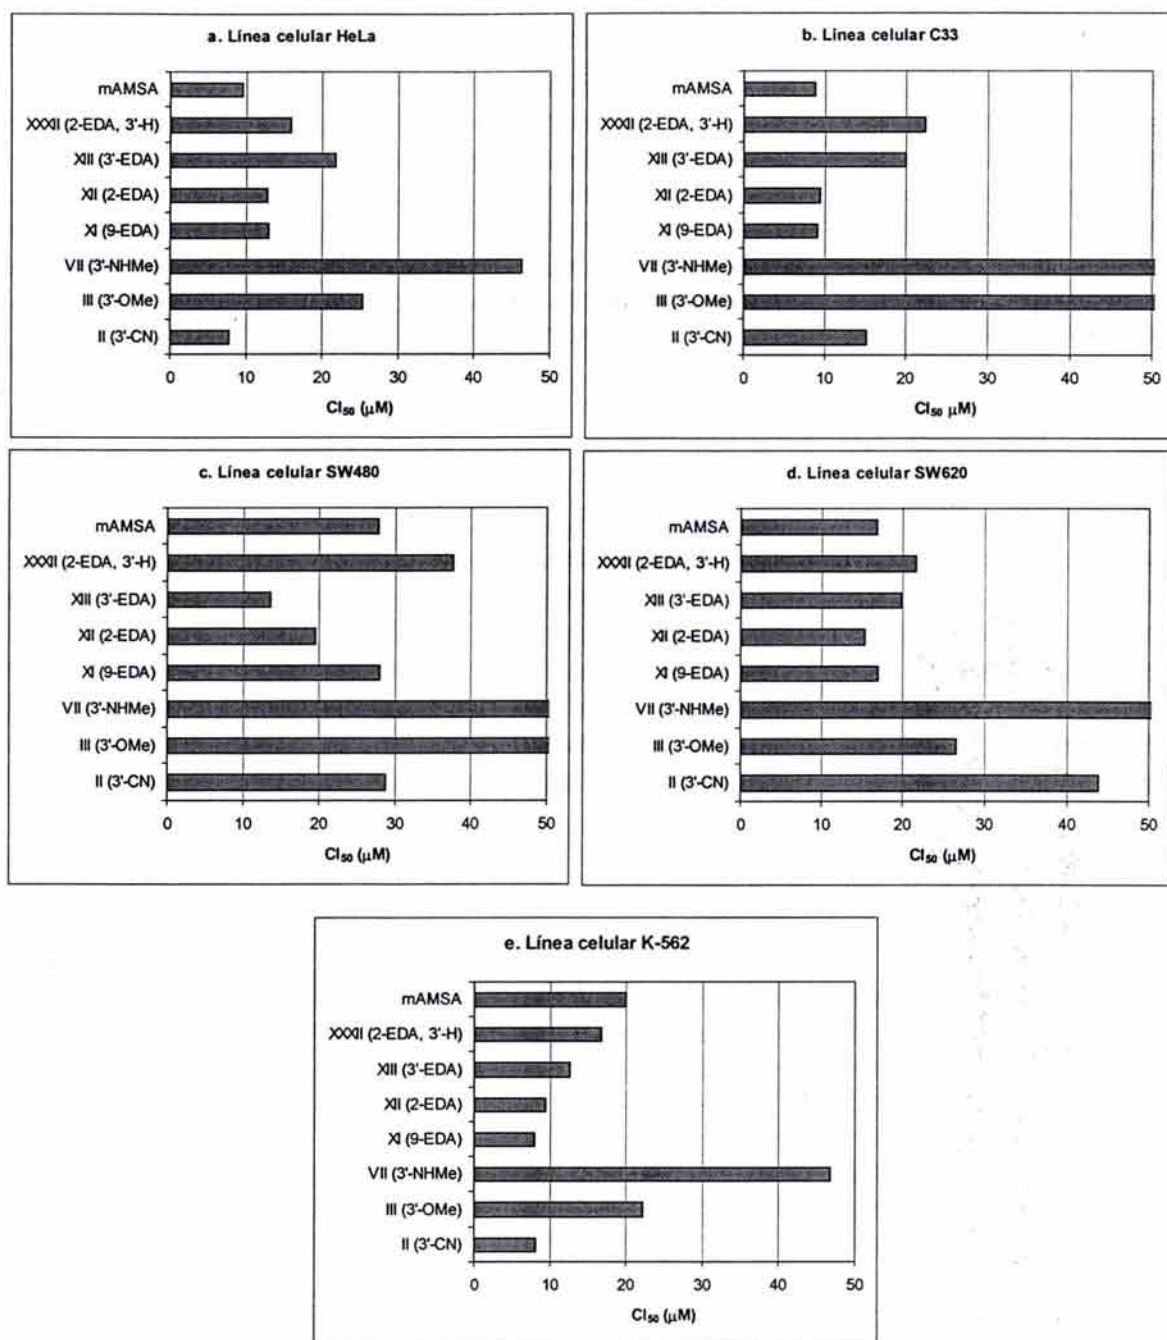 a. Línea celular HeLa
mAMSA
XXXII (2-EDA, 3'-H)
XIII (3'-EDA)
XII (2-EDA)
XI (9-EDA)
VII (3'-NHMe)
III (3'-OMe)
II (3'-CN)
0 10 20 30 40 50
CI50 (µM)
b. Línea celular C33
mAMSA
XXXII (2-EDA, 3'-H)
XIII (3'-EDA)
XII (2-EDA)
XI (9-EDA)
VII (3'-NHMe)
III (3'-OMe)
II (3'-CN)
0 10 20 30 40 50
CI50 µM)
c. Línea celular SW480
mAMSA
XXXII (2-EDA, 3'-H)
XIII (3'-EDA)
XII (2-EDA)
XI (9-EDA)
VII (3'-NHMe)
III (3'-OMe)
II (3'-CN)
0 10 20 30 40 50
CI50 (µM)
d. Línea celular SW620
mAMSA
XXXII (2-EDA, 3'-H)
XIII (3'-EDA)
XII (2-EDA)
XI (9-EDA)
VII (3'-NHMe)
III (3'-OMe)
II (3'-CN)
0 10 20 30 40 50
CI50 (µM)
e. Línea celular K-562
mAMSA
XXXII (2-EDA, 3'-H)
XIII (3'-EDA)
XII (2-EDA)
XI (9-EDA)
VII (3'-NHMe)
III (3'-OMe)
II (3'-CN)
0 10 20 30 40 50
CI50 (µM)